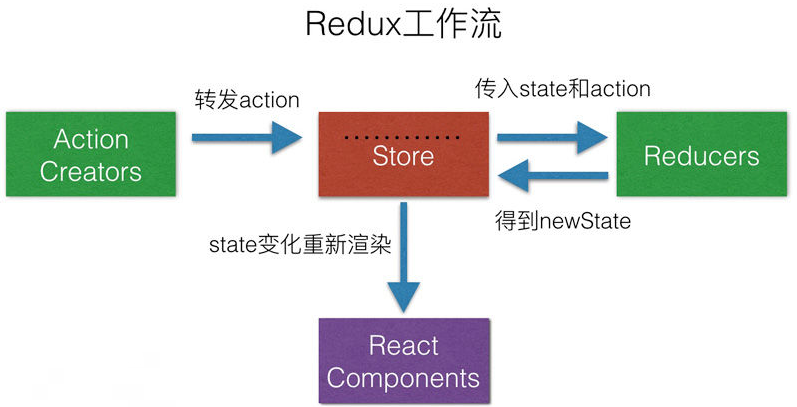 Redux工作流
转发action
传入state和action
Action
Creators
............
Store
Reducers
得到newState
state变化重新渲染
React
Components